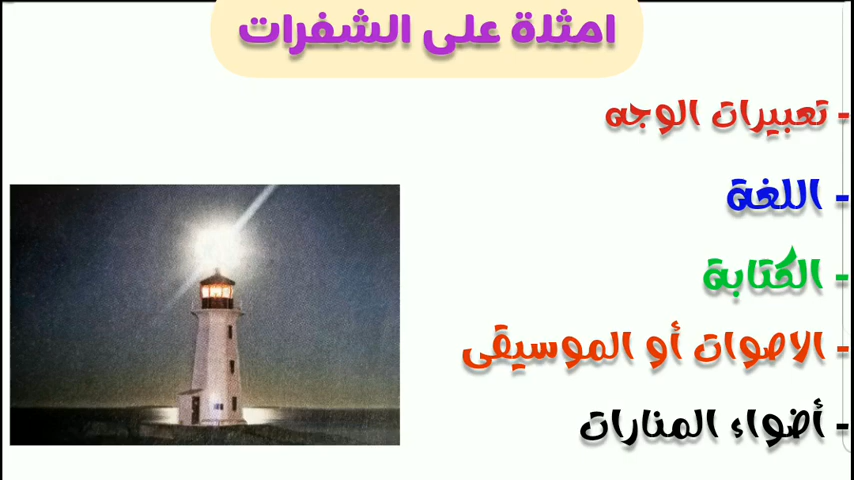 امثلة على الشفرات
- تعبيرات الوجه
- اللغة
- الكتابة
- الاصوات أو الموسيقى
- أضواء المنارات